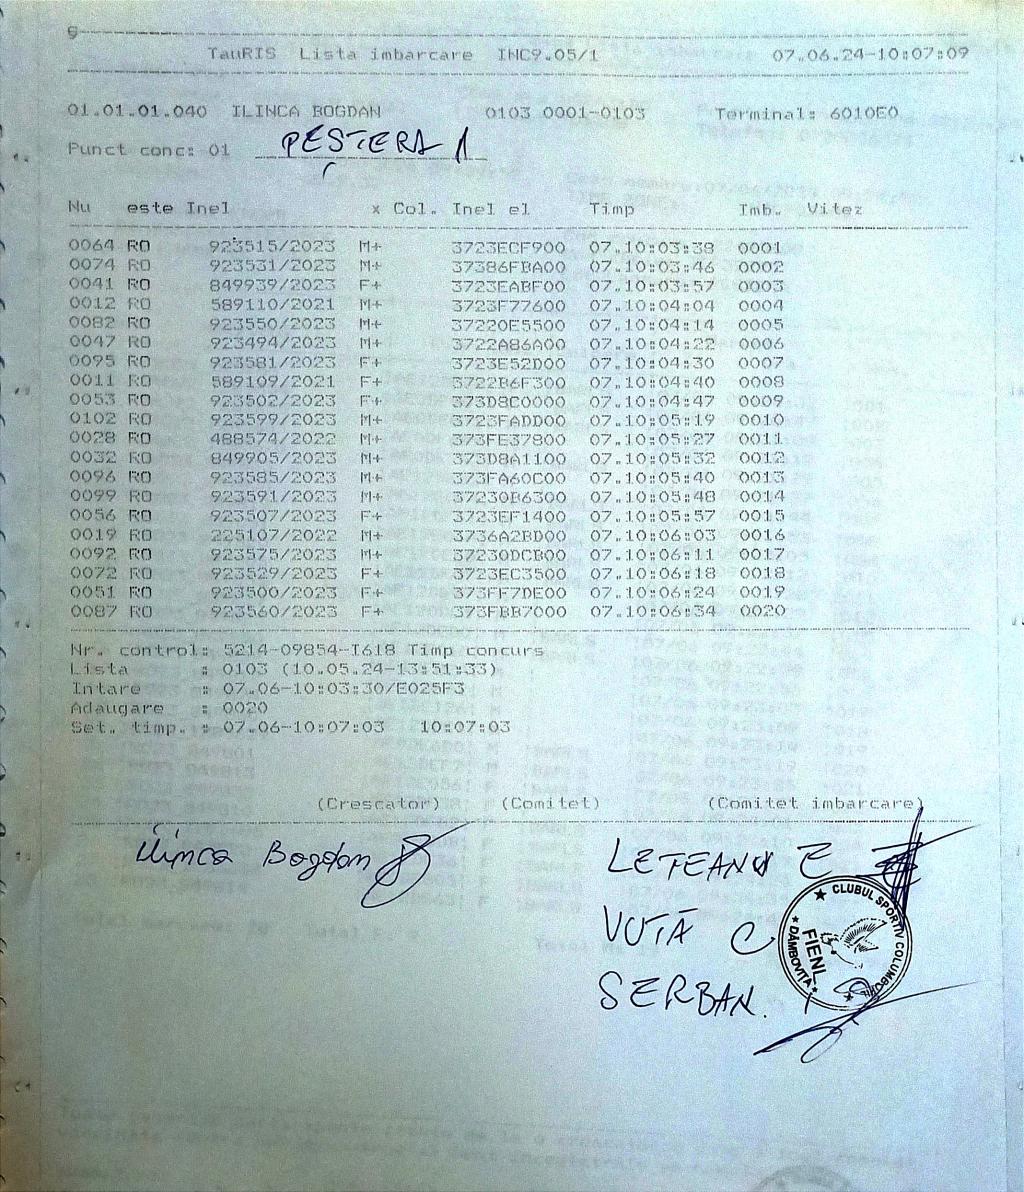 TauRIS Lista imbarcare INC9.05/1 07.06.24-10:07:09
01.01.01.040 ILINCA BOGDAN 0103 0001-0103 Terminal: 6010E0
Punct conc: 01 PEȘTERA 1
Nu este Inel x Col. Inel el Timp Imb. Vitez
0064 RO 923515/2023 M+ 3723ECF900 07.10:03:38 0001
0074 RO 923531/2023 M+ 37386FBA00 07.10:03:46 0002
0041 RO 849939/2023 F+ 3723EABF00 07.10:03:57 0003
0012 RO 589110/2021 M+ 3723F77600 07.10:04:04 0004
0082 RO 923550/2023 M+ 37220E5500 07.10:04:14 0005
0047 RO 923494/2023 M+ 3722A86A00 07.10:04:22 0006
0095 RO 923581/2023 F+ 3723E52D00 07.10:04:30 0007
0011 RO 589109/2021 F+ 3722B6F300 07.10:04:40 0008
0053 RO 923502/2023 F+ 373D8C0000 07.10:04:47 0009
0102 RO 923599/2023 M+ 3723FADD00 07.10:05:19 0010
0028 RO 488574/2022 M+ 373FE37800 07.10:05:27 0011
0032 RO 849905/2023 M+ 373D8A1100 07.10:05:32 0012
0096 RO 923585/2023 M+ 373FA60C00 07.10:05:40 0013
0099 RO 923591/2023 M+ 37230B6300 07.10:05:48 0014
0056 RO 923507/2023 F+ 3723EF1400 07.10:05:57 0015
0019 RO 225107/2022 M+ 3736A2BD00 07.10:06:03 0016
0092 RO 923575/2023 M+ 37230DCB00 07.10:06:11 0017
0072 RO 923529/2023 F+ 3723EC3500 07.10:06:18 0018
0051 RO 923500/2023 F+ 373FF7DE00 07.10:06:24 0019
0087 RO 923560/2023 F+ 373FBB7000 07.10:06:34 0020
Nr. control: 5214-09854-I618 Timp concurs
Lista : 0103 (10.05.24-13:51:33)
Intare : 07.06-10:03:30/E025F3
Adaugare : 0020
Set. timp. : 07.06-10:07:03 10:07:03
(Crescator) (Comitet) (Comitet imbarcare)
Ilinca Bogdan LETEANU E
VUTĂ C
SERBAN. I
CLUBUL SPORTIV COLUMBOFIL
FIENI
DÂMBOVIȚA